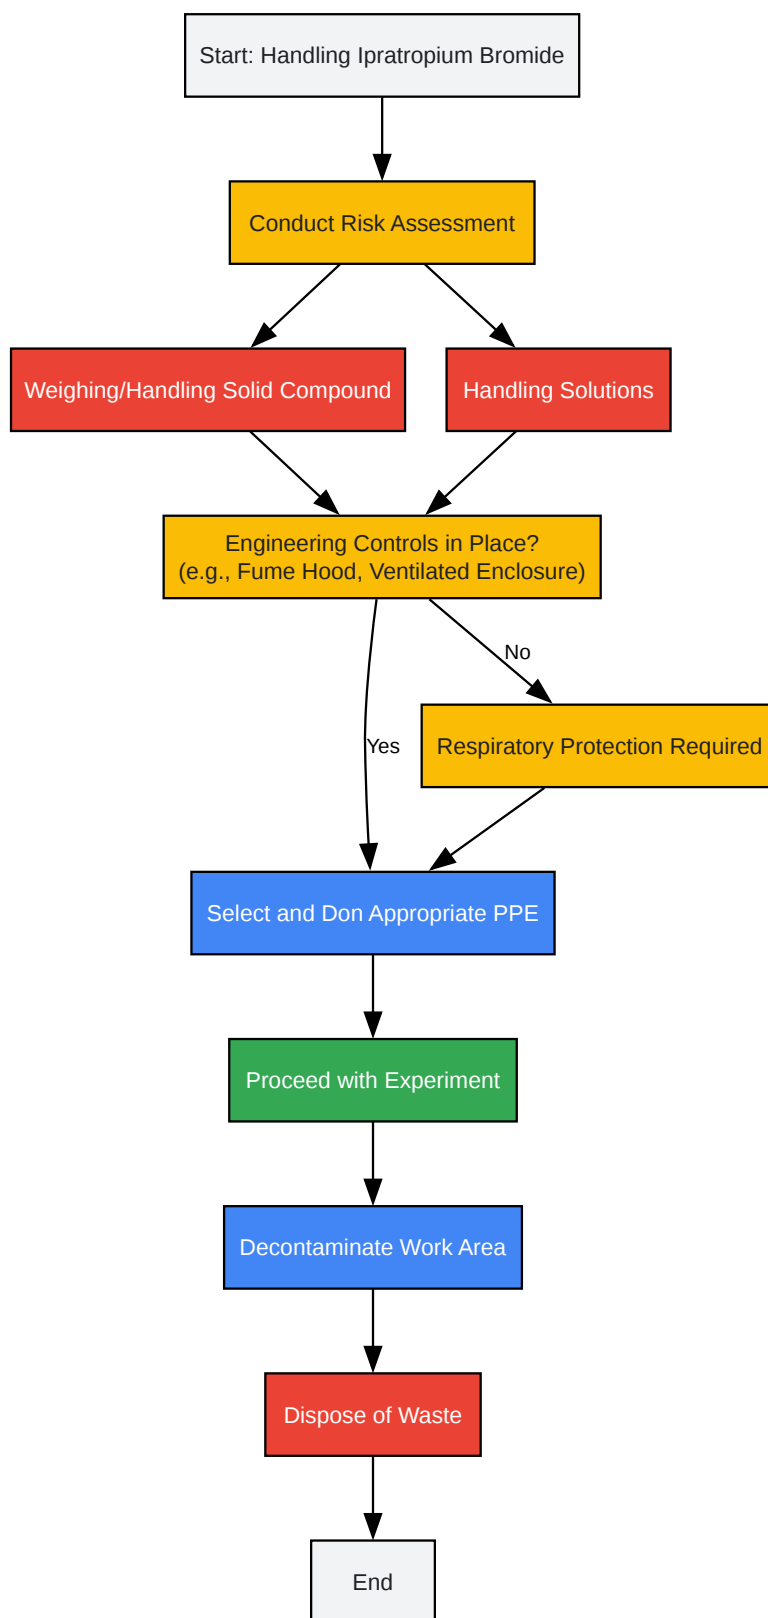 Start: Handling Ipratropium Bromide
Conduct Risk Assessment
Weighing/Handling Solid Compound
Handling Solutions
Engineering Controls in Place?
(e.g., Fume Hood, Ventilated Enclosure)
No
Yes
Respiratory Protection Required
Select and Don Appropriate PPE
Proceed with Experiment
Decontaminate Work Area
Dispose of Waste
End